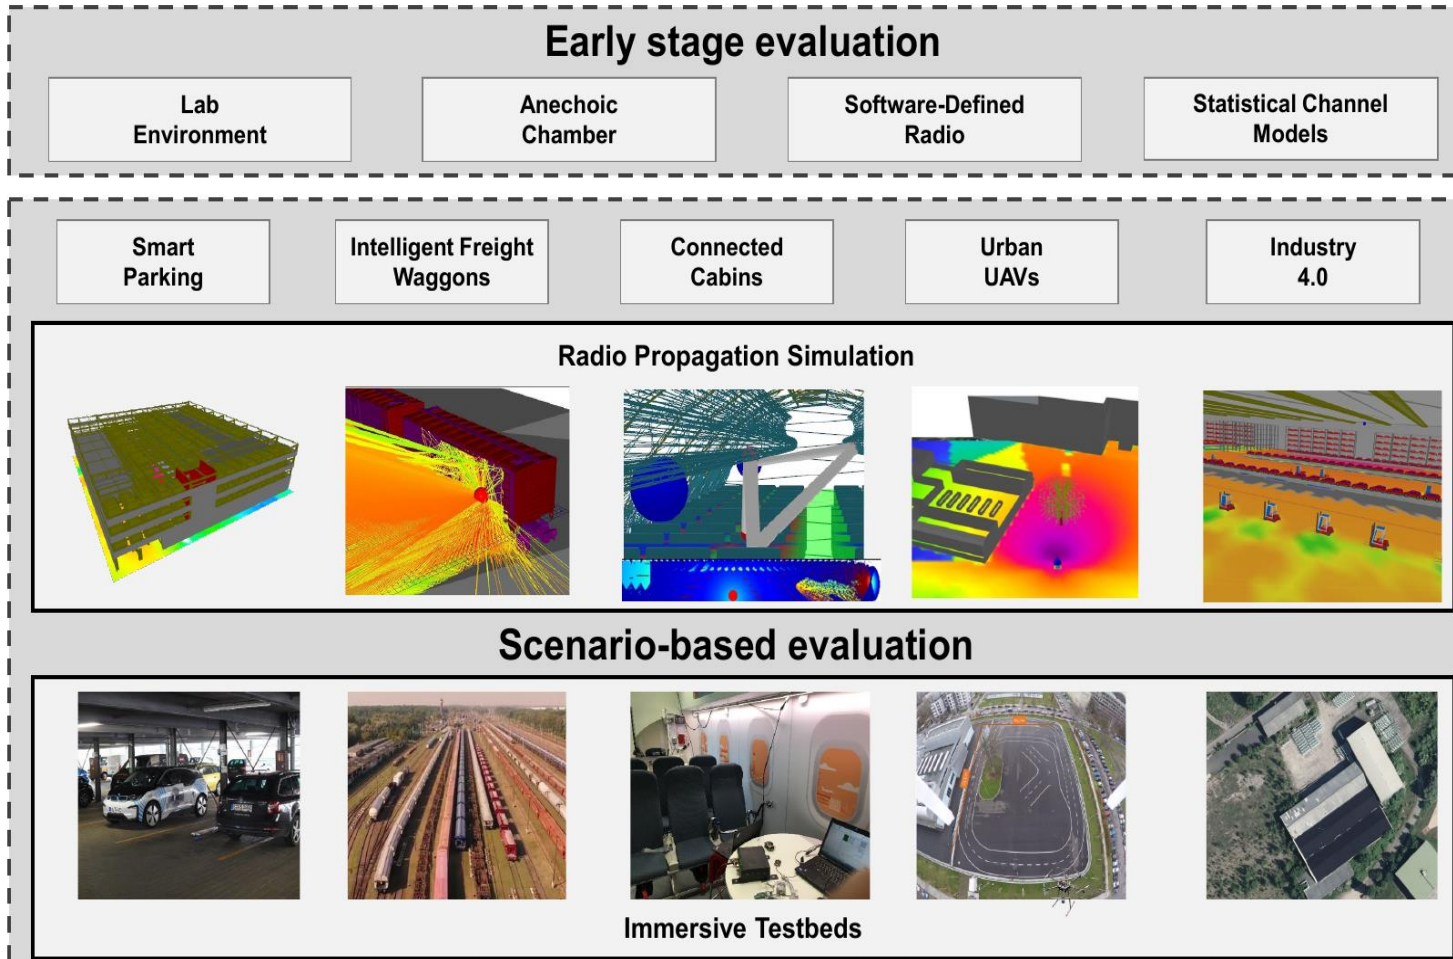 Early stage evaluation
Lab
Environment
Anechoic
Chamber
Software-Defined
Radio
Statistical Channel
Models
Smart
Parking
Intelligent Freight
Waggons
Connected
Cabins
Urban
UAVs
Industry
4.0
Radio Propagation Simulation
Scenario-based evaluation
Immersive Testbeds